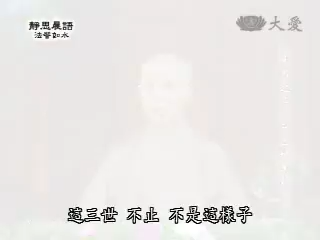 靜思晨語
法譬如水
大愛
這三世 不止 不是這樣子